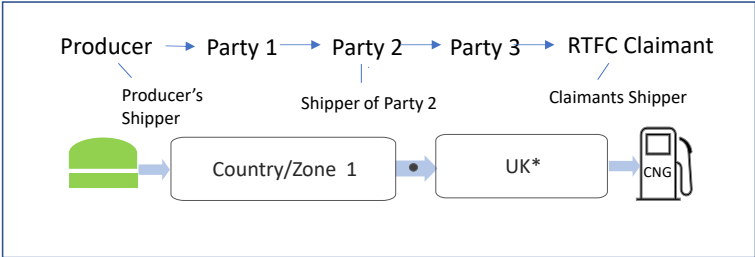 Producer Party 1 Party 2 Party 3 RTFC Claimant
Producer's
Shipper
Shipper of Party 2
Claimants Shipper
Country/Zone 1
UK*
CNG